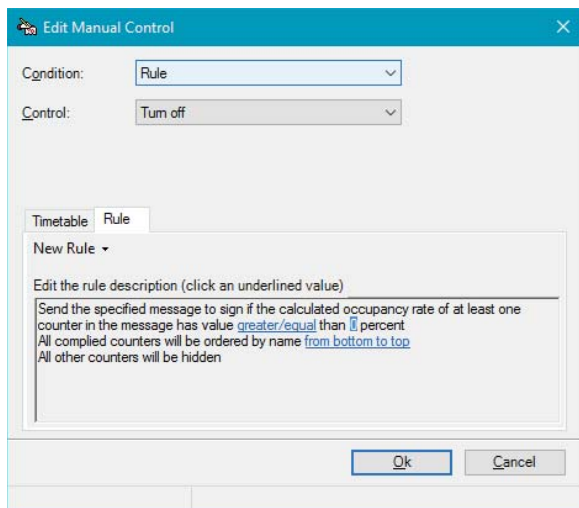 Edit Manual Control
Condition: Rule
Control: Turn off
Timetable Rule
New Rule
Edit the rule description (click an underlined value)
Send the specified message to sign if the calculated occupancy rate of at least one
counter in the message has value greater/equal than percent
All complied counters will be ordered by name from bottom to top
All other counters will be hidden
Ok Cancel